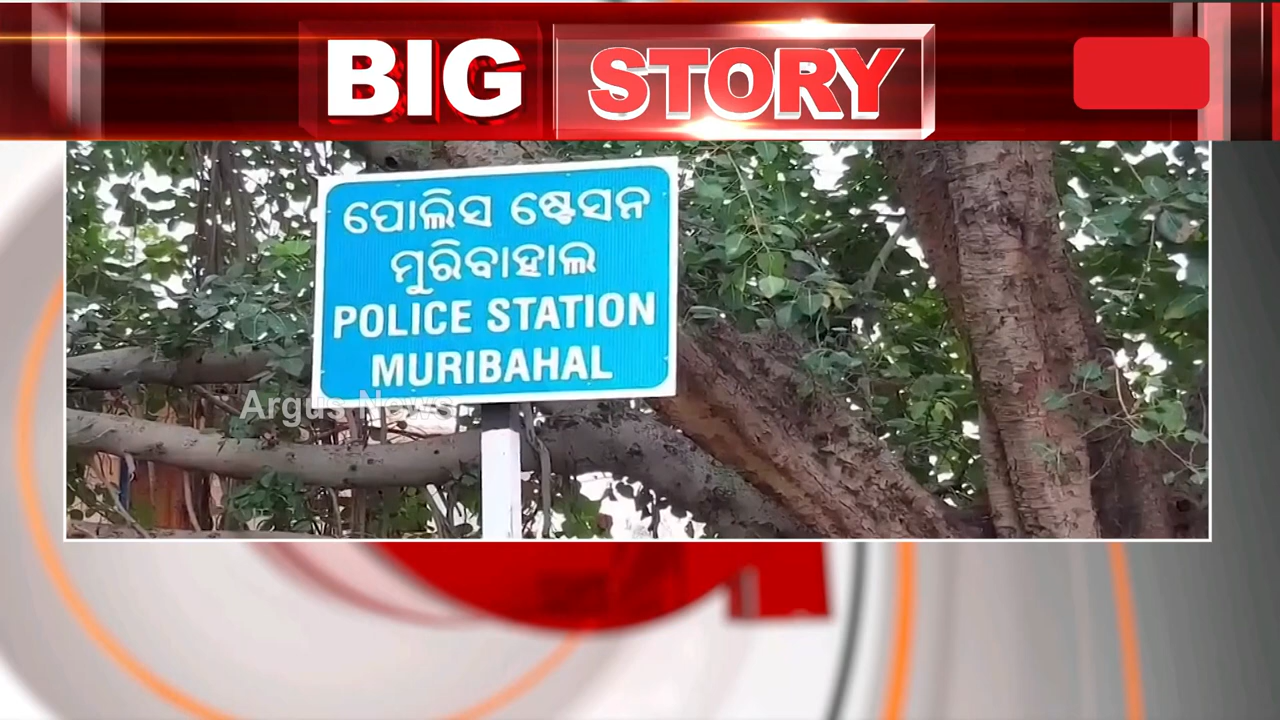 BIG STORY
ପୋଲିସ ଷ୍ଟେସନ
ମୁରିବାହାଲ
POLICE STATION
MURIBAHAL
Argus News